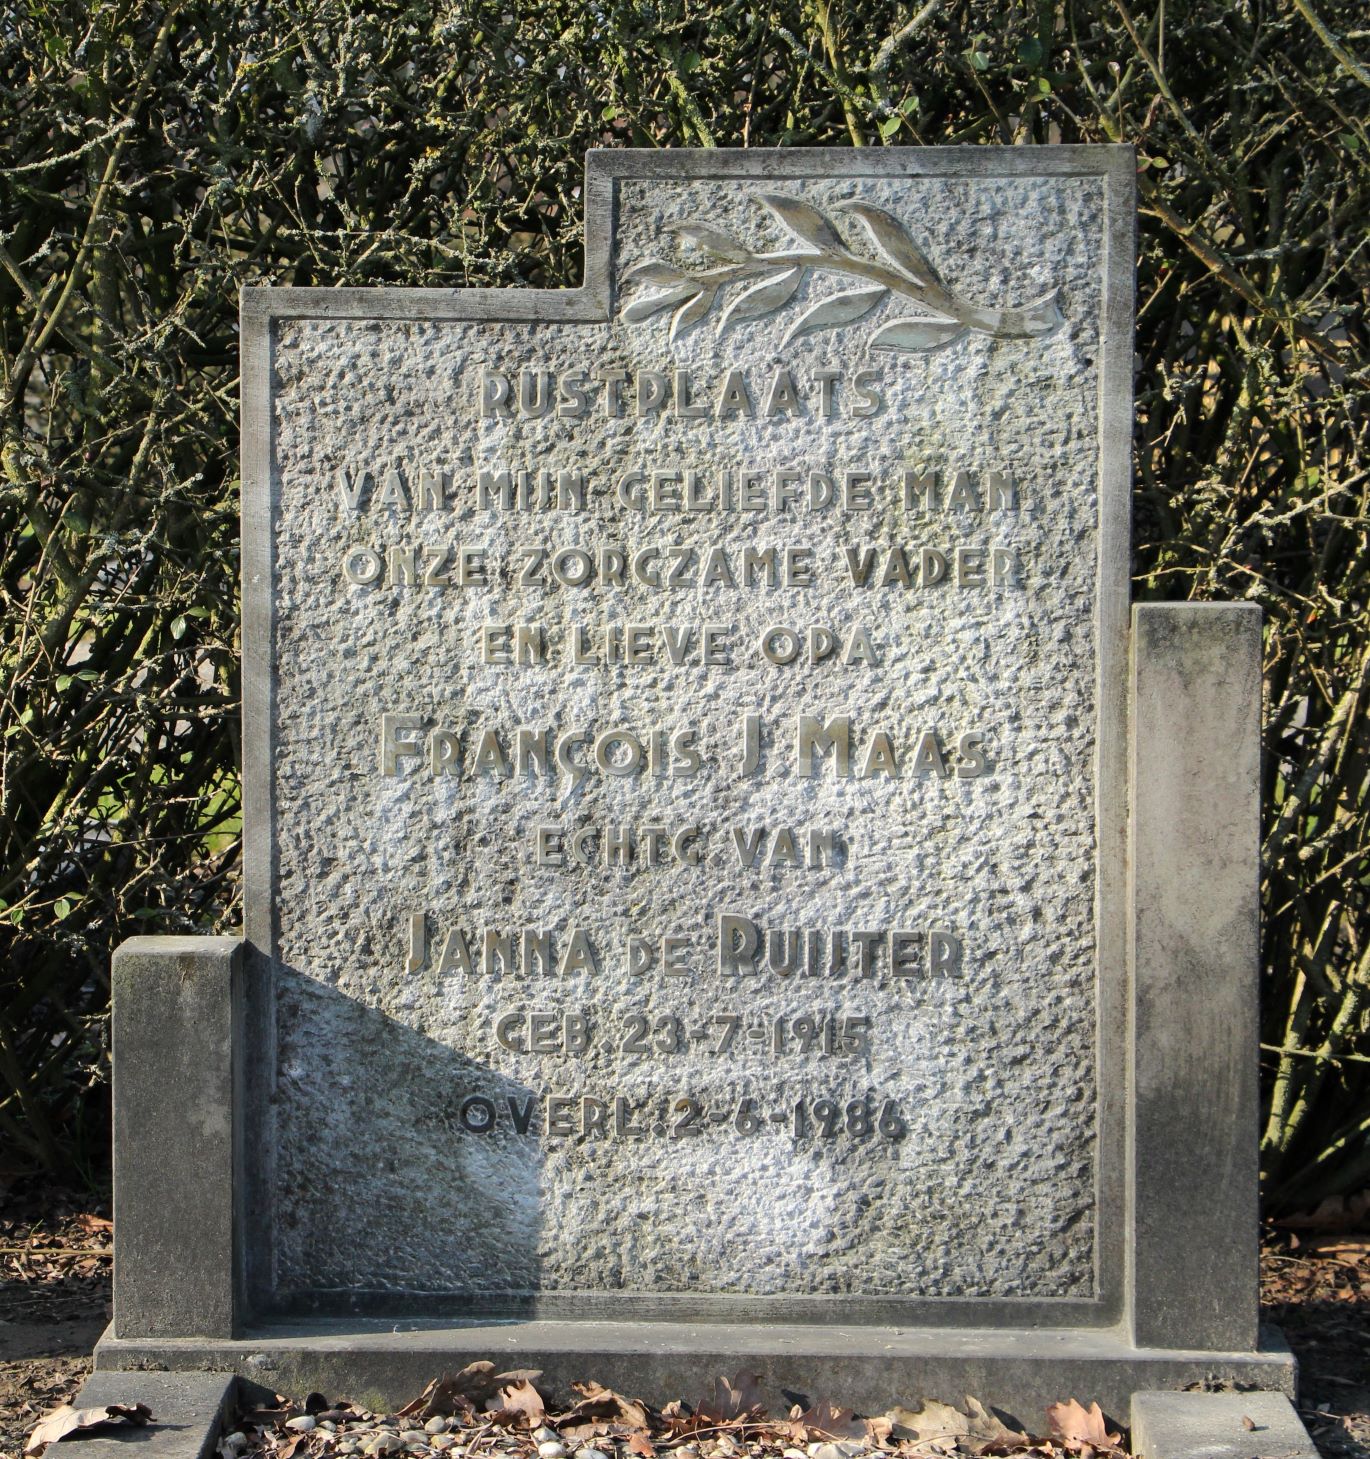 RUSTPLAATS
VAN MIJN GELIEFDE MAN
ONZE ZORGZAME VADER
EN LIEVE OPA
FRANÇOIS J. MAAS
ECHTG. VAN
JANNA DE RUIJTER
GEB. 23-7-1915
OVERL. 2-6-1986